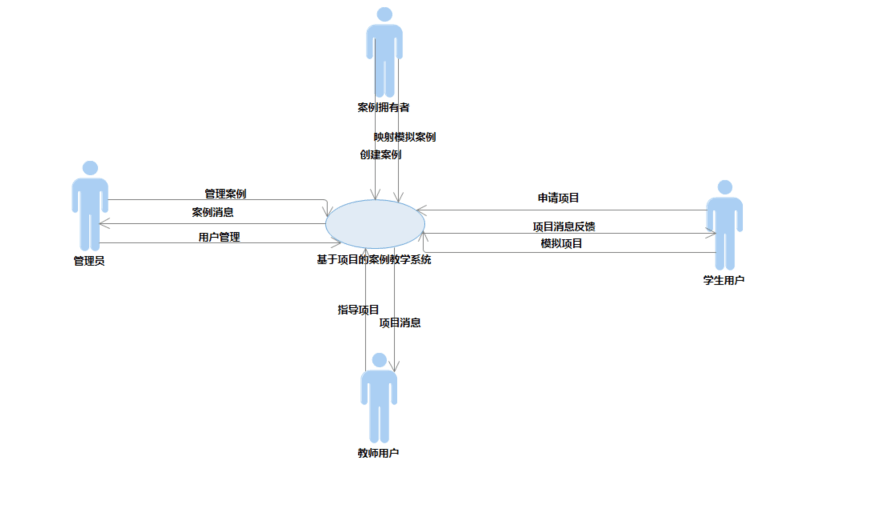 案例拥有者
映射模拟案例
创建案例
管理案例
申请项目
案例消息
项目消息反馈
用户管理
模拟项目
管理员
基于项目的案例教学系统
学生用户
指导项目
项目消息
教师用户